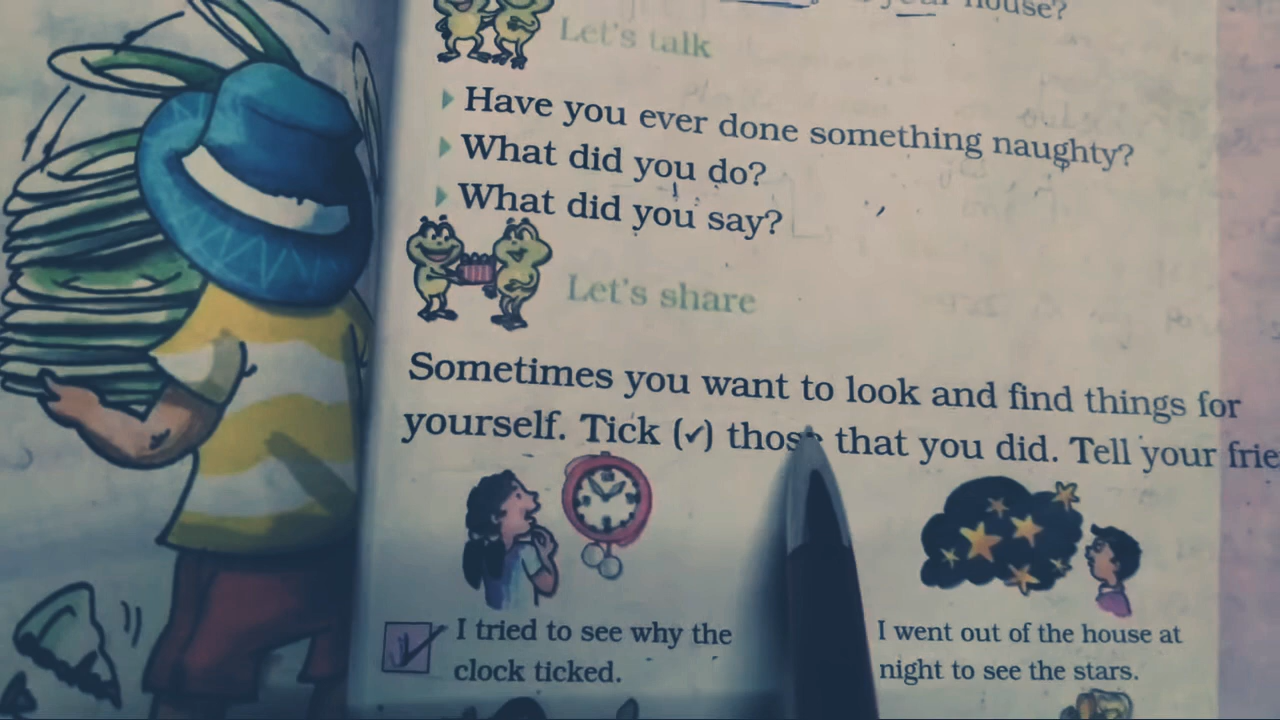 house?
Let's talk
Have you ever done something naughty?
What did you do?
What did you say?
Let's share
Sometimes you want to look and find things for
yourself. Tick (✓) those that you did. Tell your
I tried to see why the
clock ticked.
I went out of the house at
night to see the stars.